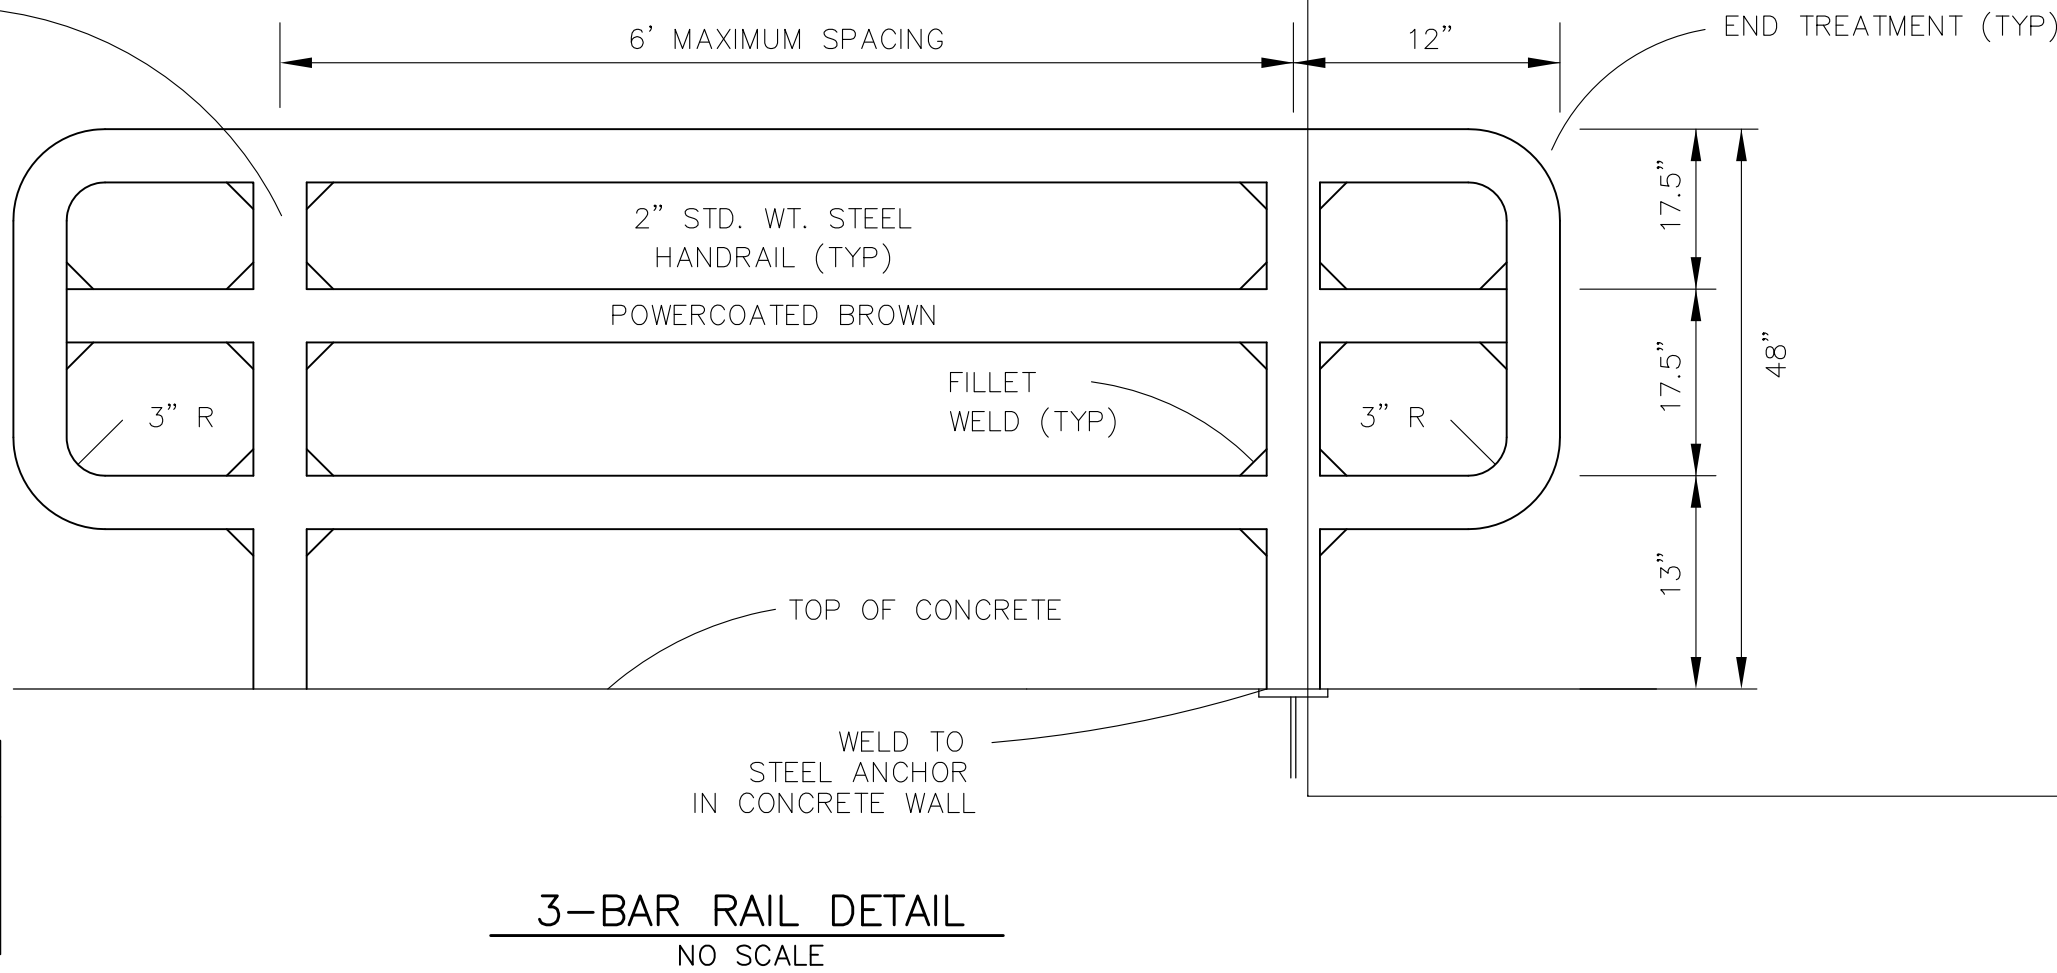 6' MAXIMUM SPACING
12"
END TREATMENT (TYP)
2" STD. WT. STEEL
HANDRAIL (TYP)
POWERCOATED BROWN
17.5"
17.5"
48"
13"
FILLET
WELD (TYP)
3" R
3" R
TOP OF CONCRETE
WELD TO
STEEL ANCHOR
IN CONCRETE WALL
3-BAR RAIL DETAIL
NO SCALE